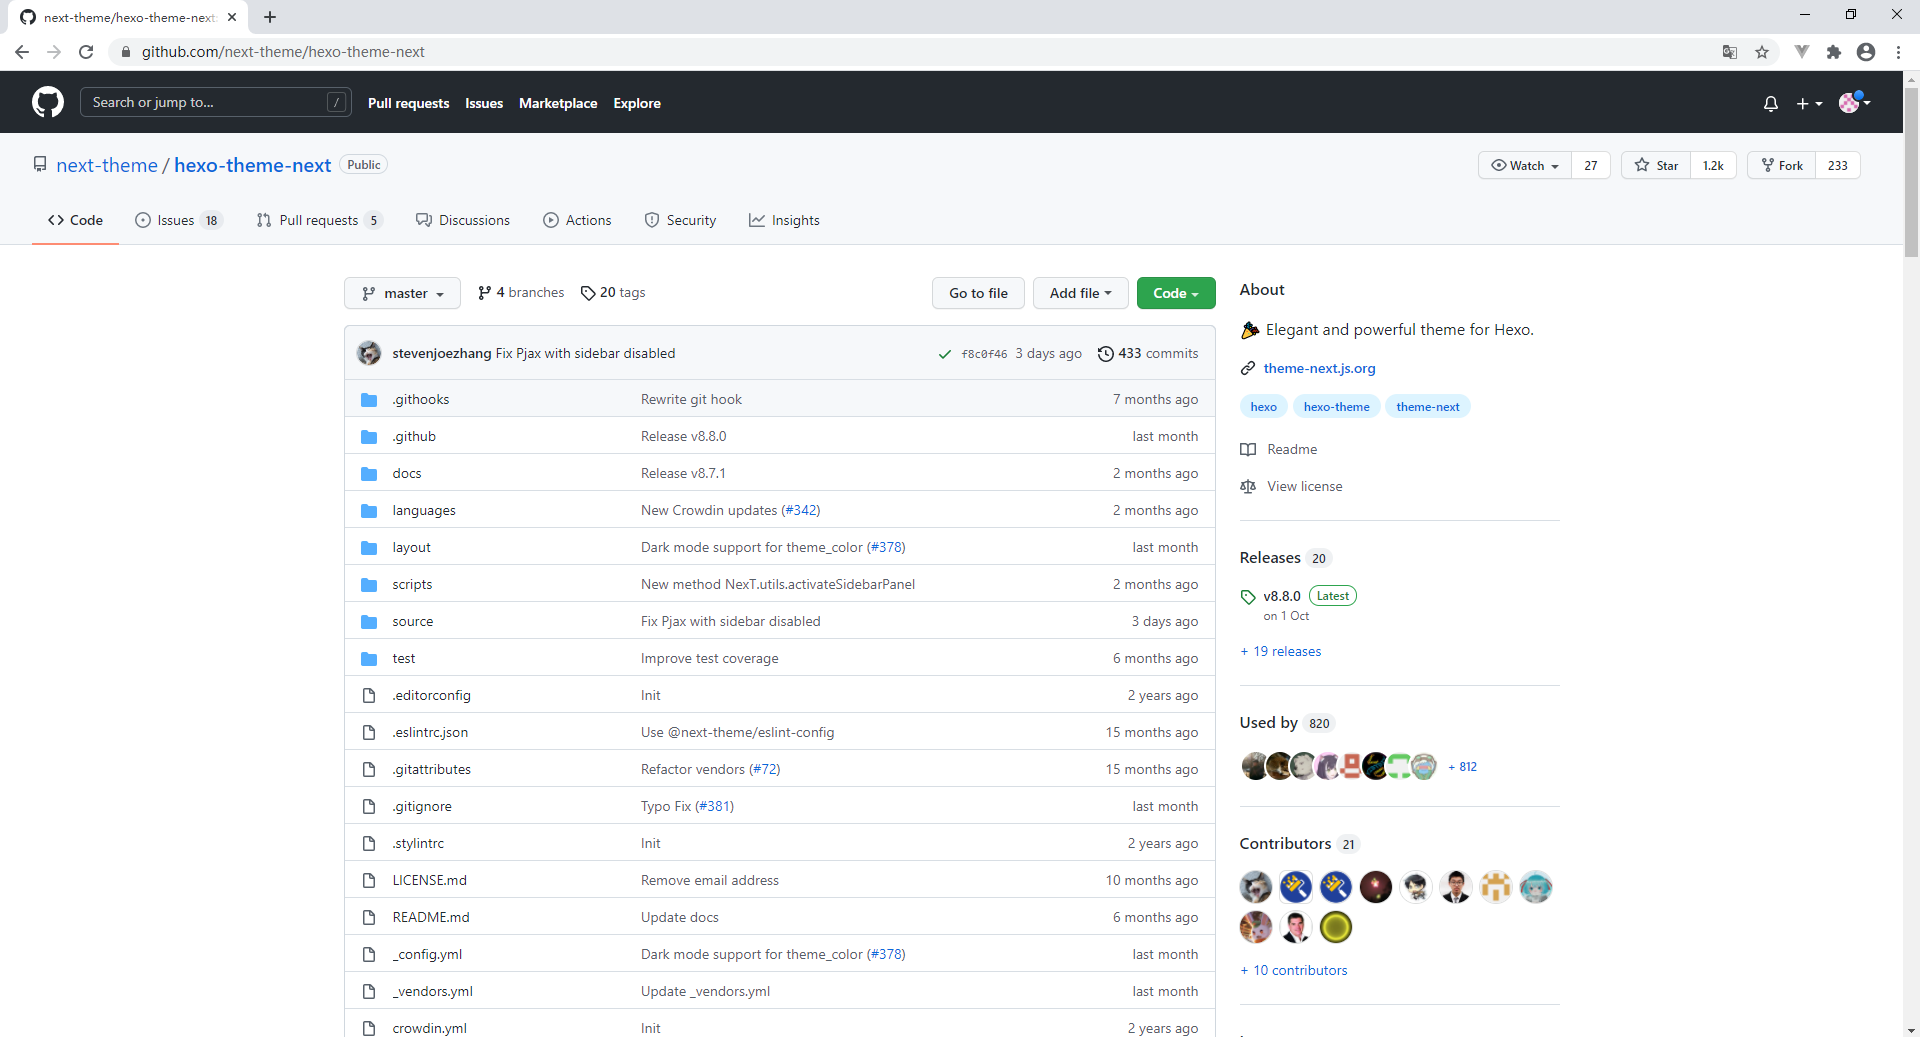 next-theme/hexo-theme-next
github.com/next-theme/hexo-theme-next
Search or jump to... /
Pull requests Issues Marketplace Explore
next-theme / hexo-theme-next Public
Watch 27 Star 1.2k Fork 233
Code Issues 18 Pull requests 5 Discussions Actions Security Insights
master 4 branches 20 tags Go to file Add file Code
stevenjoezhang Fix Pjax with sidebar disabled f8c0f46 3 days ago 433 commits
.githooks Rewrite git hook 7 months ago
.github Release v8.8.0 last month
docs Release v8.7.1 2 months ago
languages New Crowdin updates (#342) 2 months ago
layout Dark mode support for theme_color (#378) last month
scripts New method NexT.utils.activateSidebarPanel 2 months ago
source Fix Pjax with sidebar disabled 3 days ago
test Improve test coverage 6 months ago
.editorconfig Init 2 years ago
.eslintrc.json Use @next-theme/eslint-config 15 months ago
.gitattributes Refactor vendors (#72) 15 months ago
.gitignore Typo Fix (#381) last month
.stylintrc Init 2 years ago
LICENSE.md Remove email address 10 months ago
README.md Update docs 6 months ago
_config.yml Dark mode support for theme_color (#378) last month
_vendors.yml Update _vendors.yml last month
crowdin.yml Init 2 years ago
About
Elegant and powerful theme for Hexo.
theme-next.js.org
hexo hexo-theme theme-next
Readme
View license
Releases 20
v8.8.0 Latest
on 1 Oct
+ 19 releases
Used by 820
+ 812
Contributors 21
+ 10 contributors